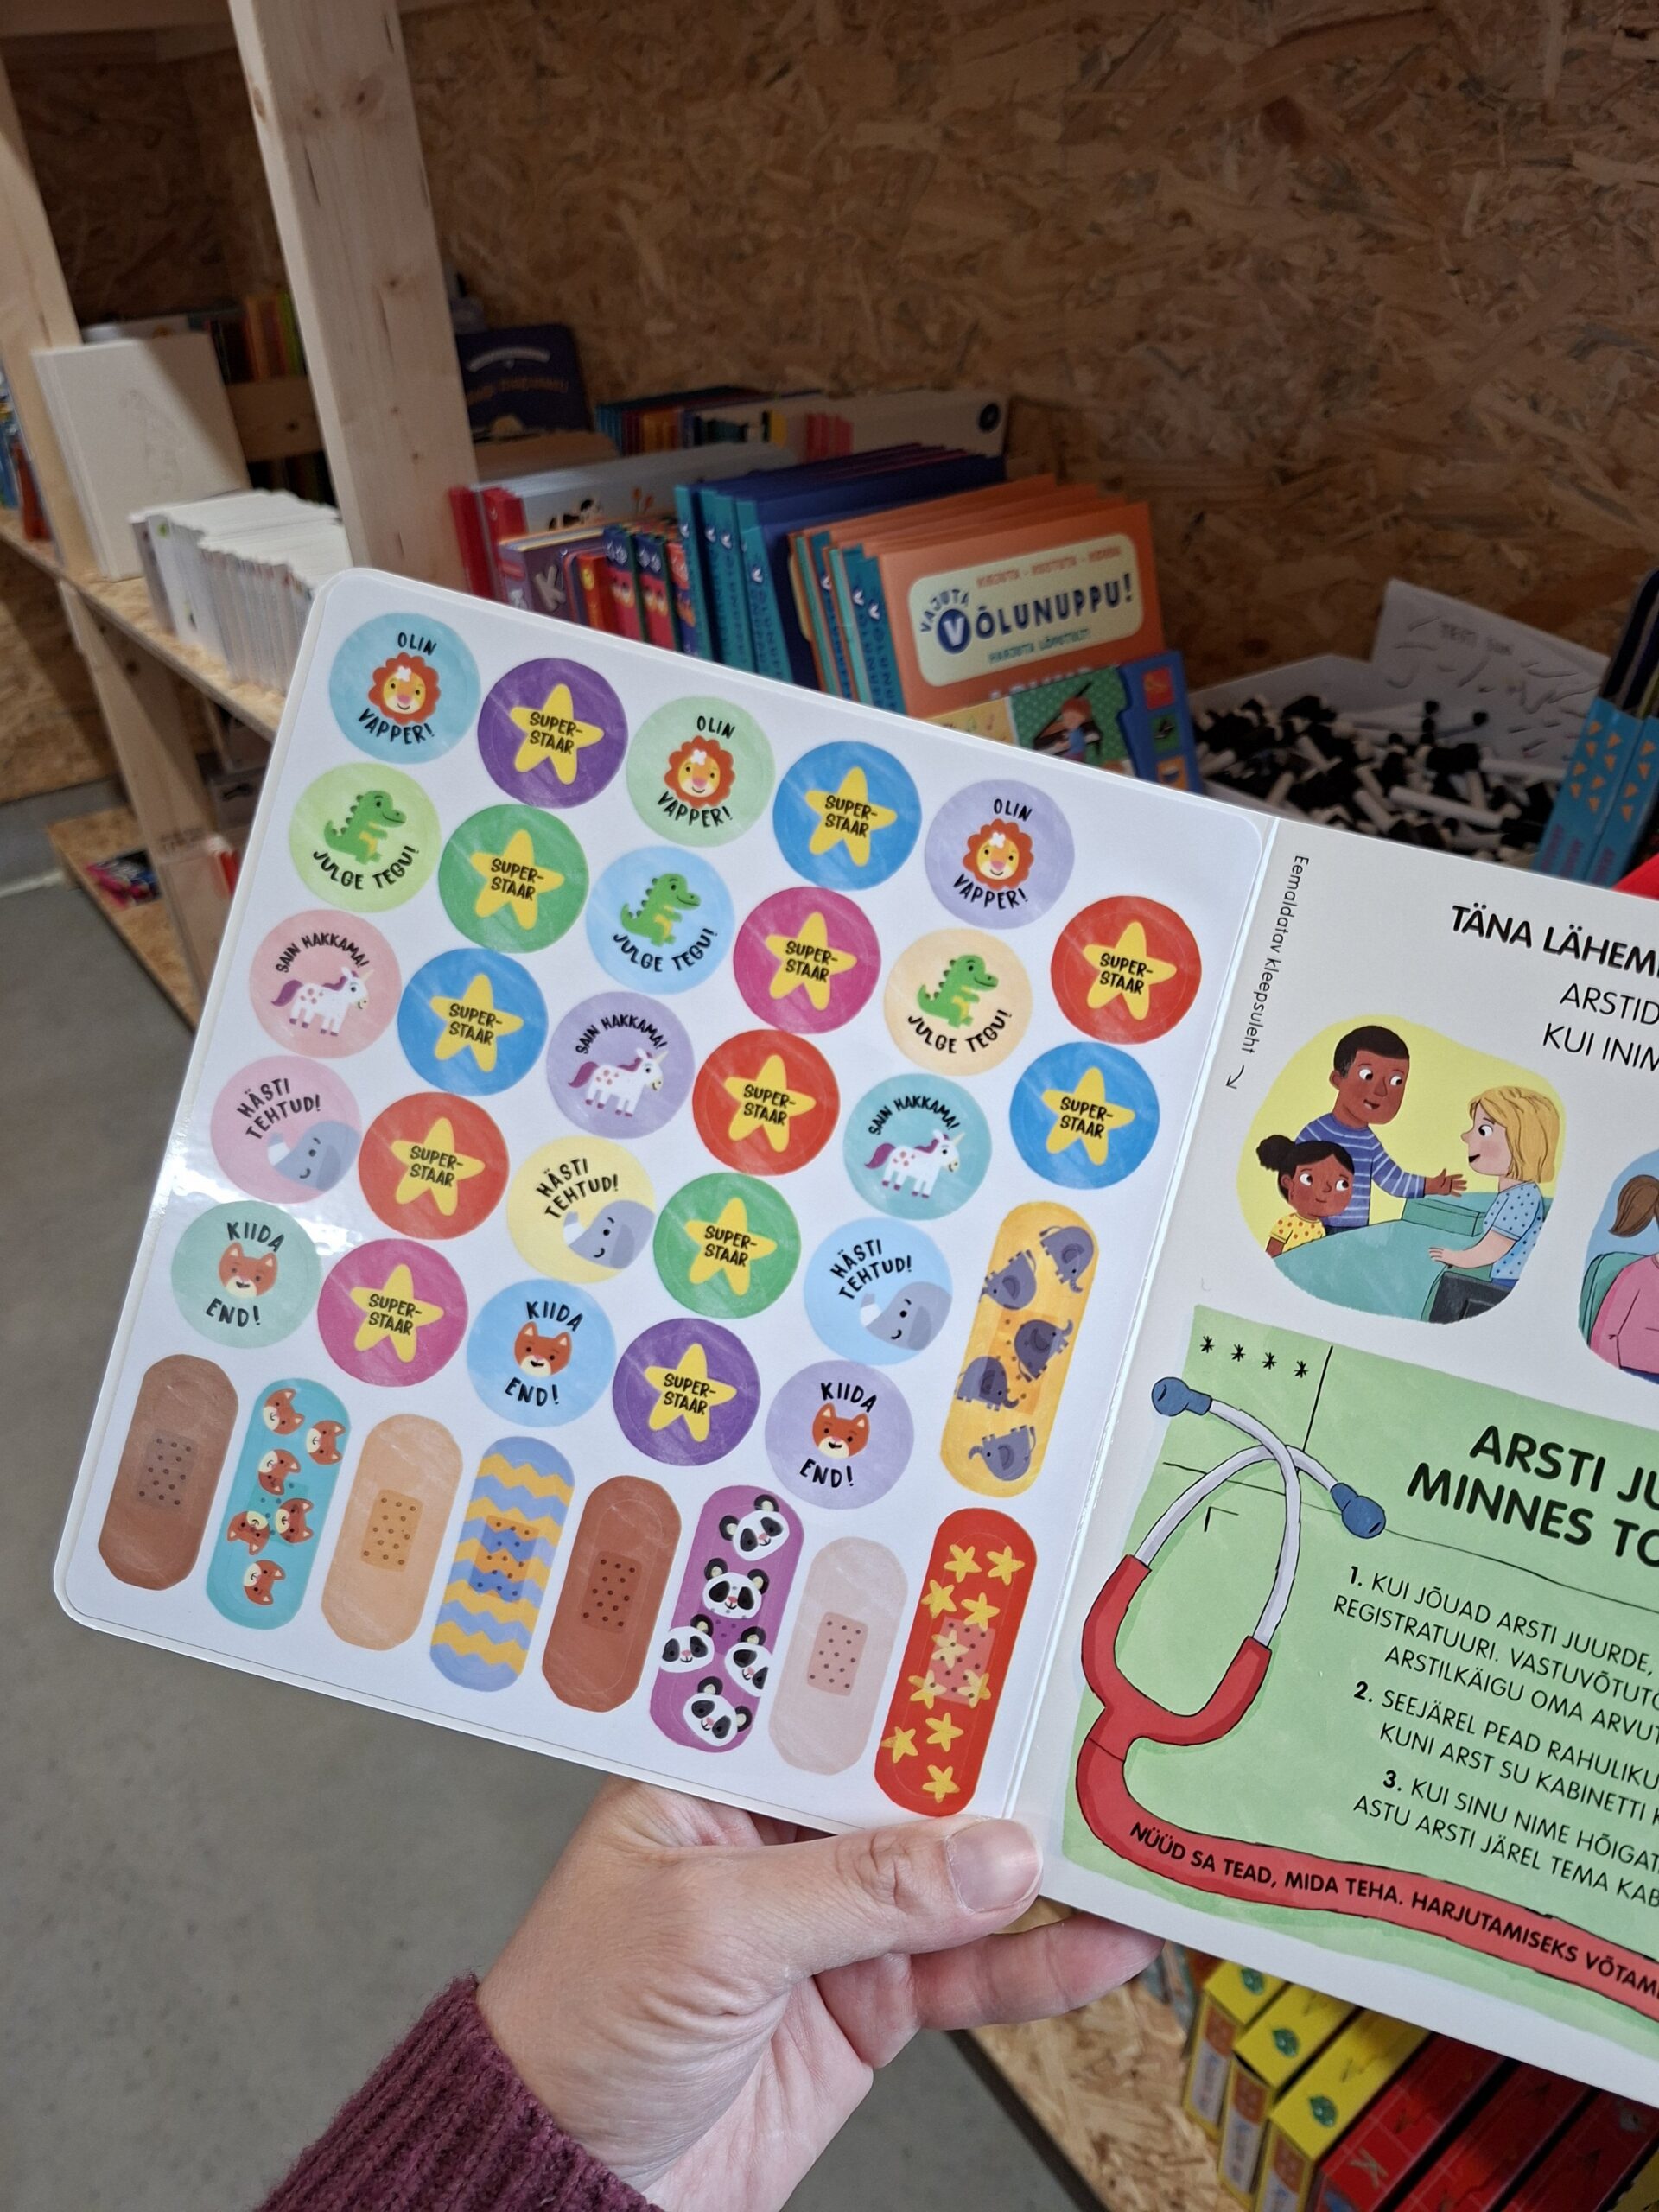 VAJUTA
VÕLUNUPPU!
OLIN
VAPPER!
SUPER-
STAAR
OLIN
VAPPER!
SUPER-
STAAR
OLIN
VAPPER!
JULGE TEGU!
SUPER-
STAAR
JULGE TEGU!
SUPER-
STAAR
JULGE TEGU!
SUPER-
STAAR
SAIN HAKKAMA!
SUPER-
STAAR
SAIN HAKKAMA!
SUPER-
STAAR
SAIN HAKKAMA!
SUPER-
STAAR
HÄSTI
TEHTUD!
SUPER-
STAAR
HÄSTI
TEHTUD!
SUPER-
STAAR
HÄSTI
TEHTUD!
KIIDA
END!
SUPER-
STAAR
KIIDA
END!
SUPER-
STAAR
KIIDA
END!
Eemaldatav kleepsuleht
TÄNA LÄHEM
ARSTID
KUI INIM
ARSTI JU
MINNES TO
1. KUI JÕUAD ARSTI JUURDE,
REGISTRATUURI. VASTUVÕTUTO
ARSTILKÄIGU OMA ARVUT
2. SEEJÄREL PEAD RAHULIKU
KUNI ARST SU KABINETTI K
3. KUI SINU NIME HÕIGAT
ASTU ARSTI JÄREL TEMA KAB
NÜÜD SA TEAD, MIDA TEHA. HARJUTAMISEKS VÕTAM